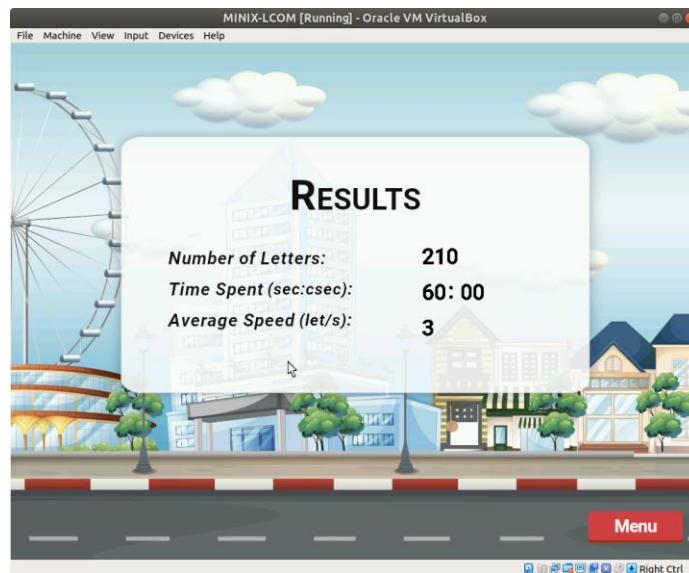 MINIX-LCOM [Running] - Oracle VM VirtualBox
File Machine View Input Devices Help
RESULTS
Number of Letters: 210
Time Spent (sec:csec): 60:00
Average Speed (let/s): 3
Menu
Right Ctrl